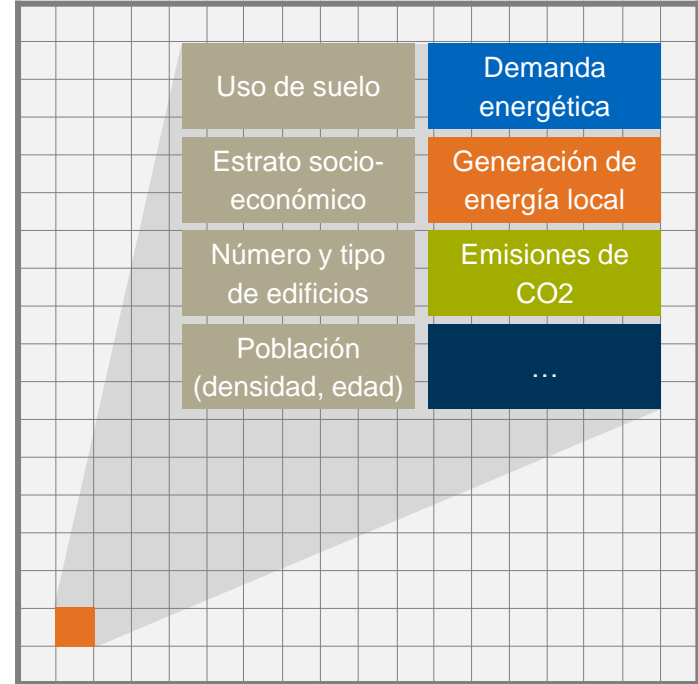 Uso de suelo
Demanda
energética
Estrato socio-
económico
Generación de
energía local
Número y tipo
de edificios
Emisiones de
CO2
Población
(densidad, edad)
…